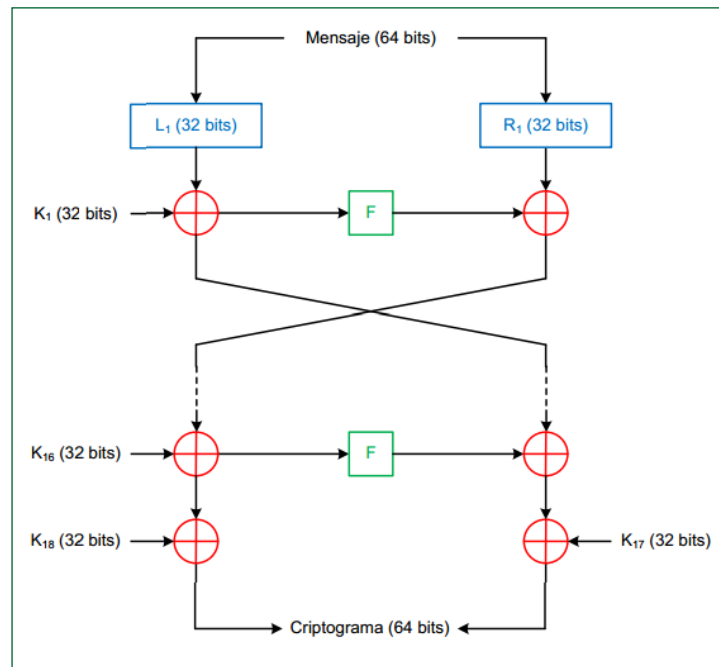 Mensaje (64 bits)
L₁ (32 bits)
R₁ (32 bits)
K₁ (32 bits)
F
K₁₆ (32 bits)
F
K₁₈ (32 bits)
K₁₇ (32 bits)
Criptograma (64 bits)